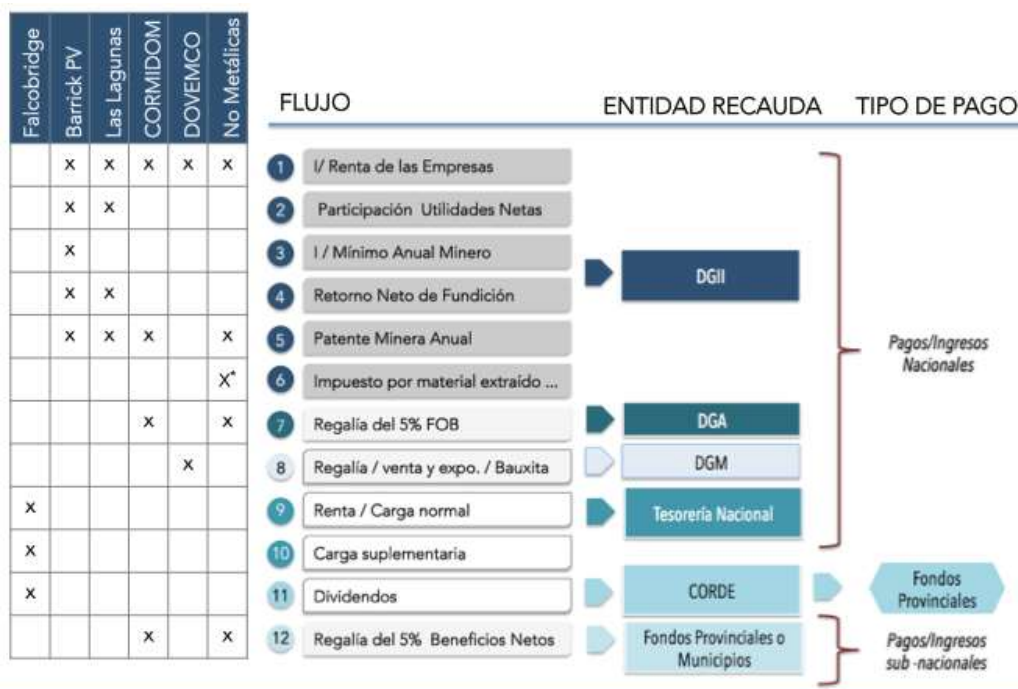 Falcobridge
Barrick PV
Las Lagunas
CORMIDOM
DOVEMCO
No Metálicas
FLUJO ENTIDAD RECAUDA TIPO DE PAGO
x x x x x 1 I/ Renta de las Empresas
x x 2 Participación Utilidades Netas
x 3 I / Mínimo Anual Minero
DGII
x x 4 Retorno Neto de Fundición
x x x x 5 Patente Minera Anual
Pagos/Ingresos
Nacionales
X* 6 Impuesto por material extraído ...
x x 7 Regalía del 5% FOB DGA
x 8 Regalía / venta y expo. / Bauxita DGM
x 9 Renta / Carga normal Tesorería Nacional
x 10 Carga suplementaria
x 11 Dividendos CORDE
Fondos
Provinciales
x x 12 Regalía del 5% Beneficios Netos
Fondos Provinciales o
Municipios
Pagos/Ingresos
sub -nacionales